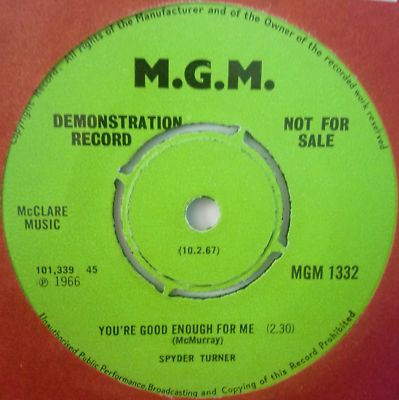 Copyright Record. All rights of the Manufacturer and of the Owner of the recorded work reserved
M.G.M.
DEMONSTRATION RECORD
NOT FOR SALE
McCLARE MUSIC
(10.2.67)
101,339 45
℗ 1966
MGM 1332
YOU'RE GOOD ENOUGH FOR ME (2.30)
(McMurray)
SPYDER TURNER
Unauthorised Public Performance, Broadcasting and Copying of this Record Prohibited